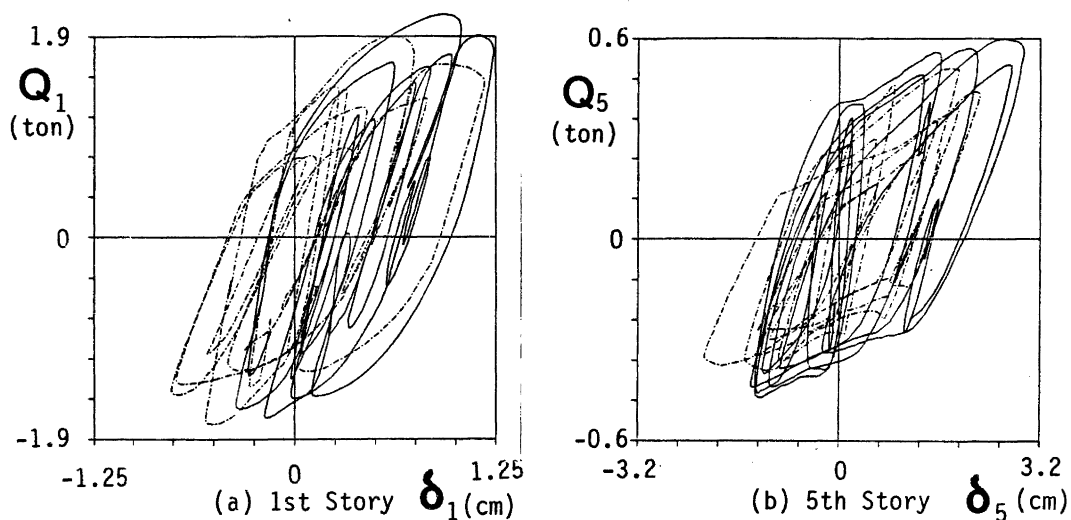 1.9
Q1
(ton)
0
-1.9
-1.25
0
1.25
(a) 1st Story
δ1(cm)
0.6
Q5
(ton)
0
-0.6
-3.2
0
3.2
(b) 5th Story
δ5(cm)